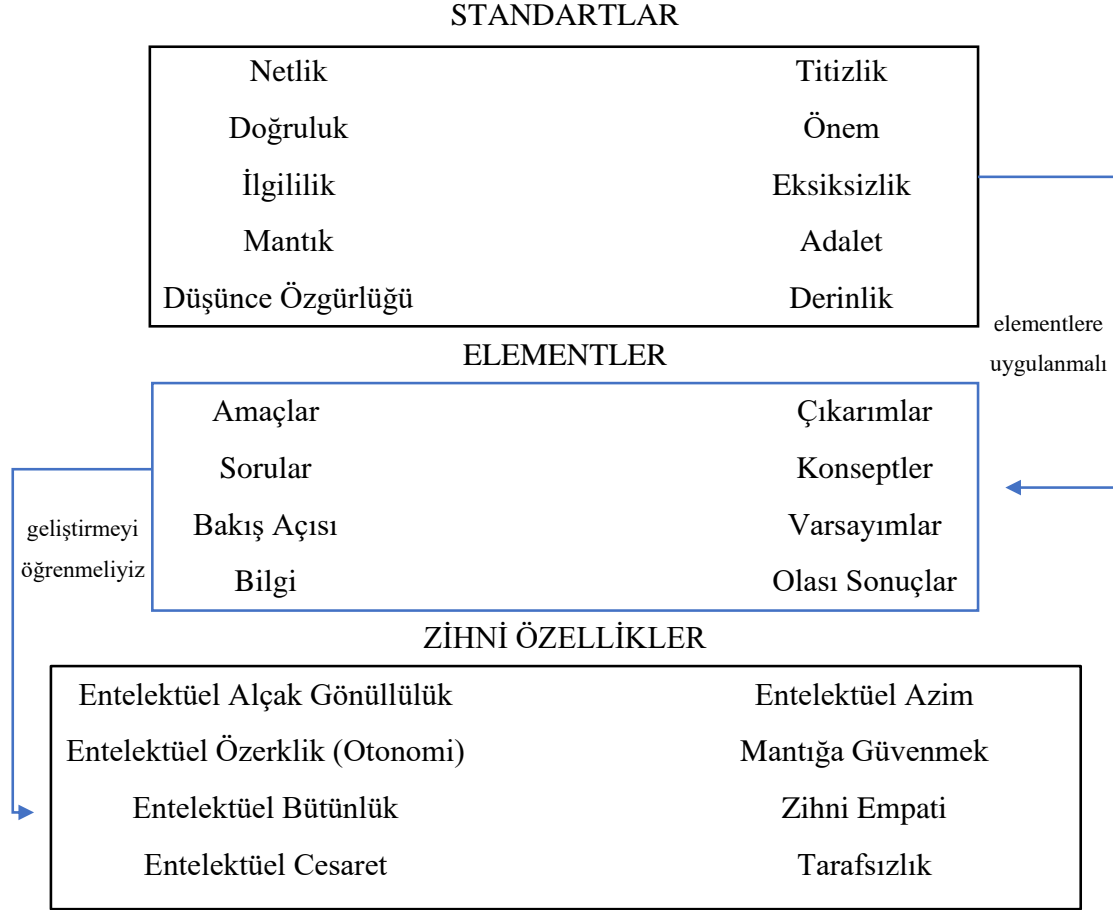 STANDARTLAR
Netlik Titizlik
Doğruluk Önem
İlgililik Eksiksizlik
Mantık Adalet
Düşünce Özgürlüğü Derinlik
elementlere
uygulanmalı
ELEMENTLER
Amaçlar Çıkarımlar
Sorular Konseptler
Bakış Açısı Varsayımlar
Bilgi Olası Sonuçlar
geliştirmeyi
öğrenmeliyiz
ZİHNİ ÖZELLİKLER
Entelektüel Alçak Gönüllülük Entelektüel Azim
Entelektüel Özerklik (Otonomi) Mantığa Güvenmek
Entelektüel Bütünlük Zihni Empati
Entelektüel Cesaret Tarafsızlık